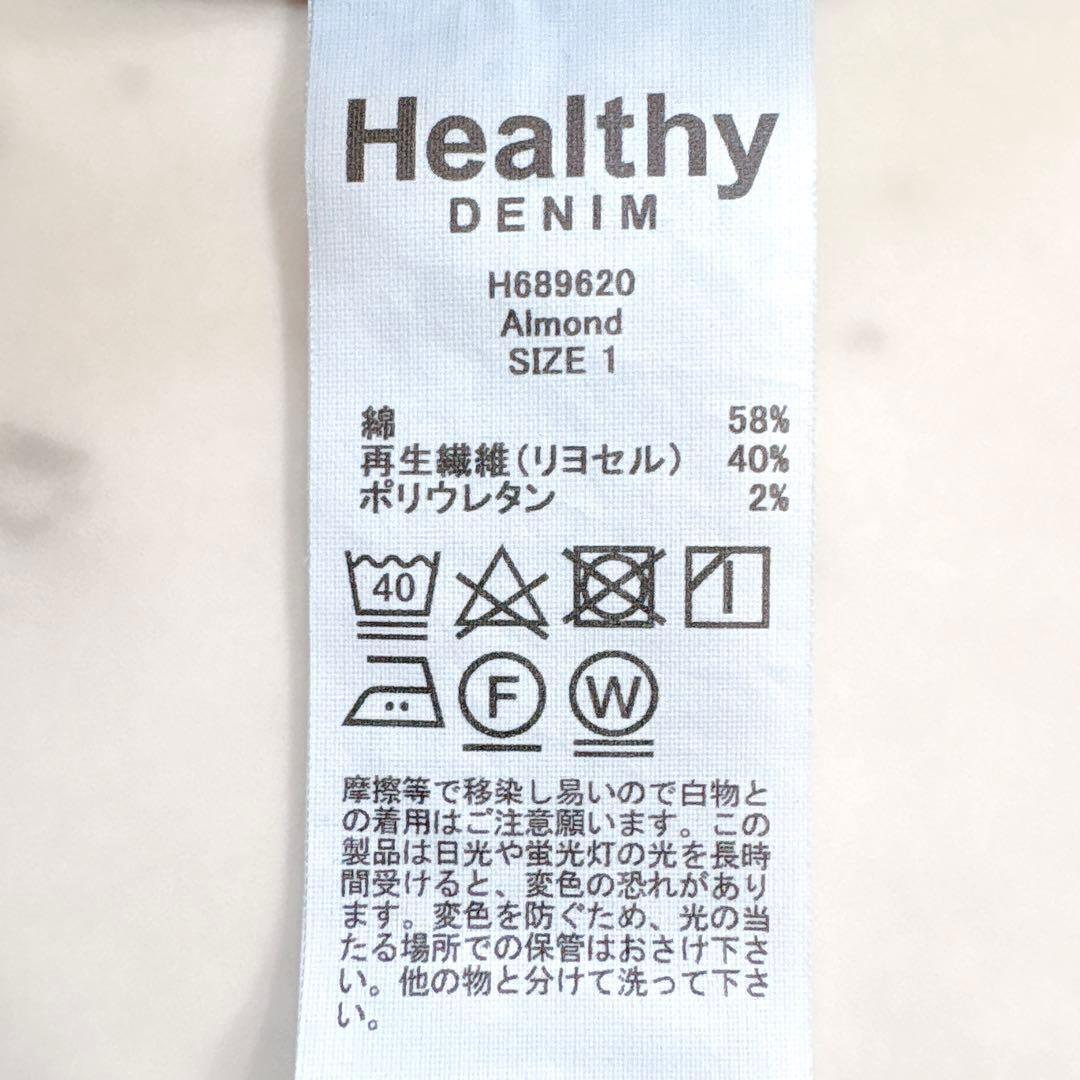 Healthy
DENIM
H689620
Almond
SIZE 1
綿 58%
再生繊維(リヨセル) 40%
ポリウレタン 2%
40
F W
摩擦等で移染し易いので白物と
の着用はご注意願います。この
製品は日光や蛍光灯の光を長時
間受けると、変色の恐れがあり
ます。変色を防ぐため、光の当
たる場所での保管はおさけ下さ
い。他の物と分けて洗って下さ
い。